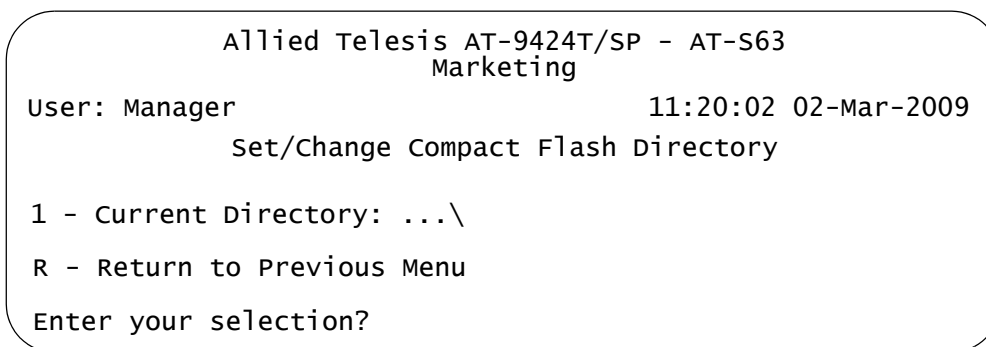 Allied Telesis AT-9424T/SP - AT-S63
Marketing
User: Manager 11:20:02 02-Mar-2009
Set/Change Compact Flash Directory
1 - Current Directory: ...\
R - Return to Previous Menu
Enter your selection?